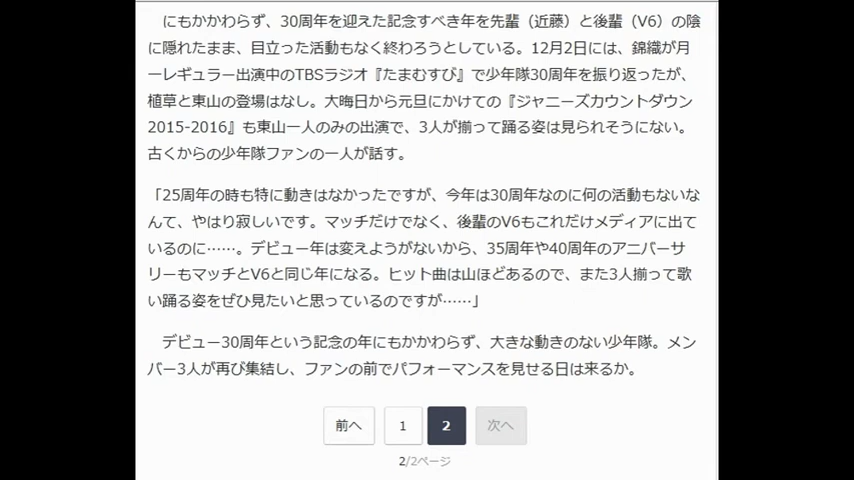 にもかかわらず、30周年を迎えた記念すべき年を先輩（近藤）と後輩（V6）の陰
に隠れたまま、目立った活動もなく終わろうとしている。12月2日には、錦織が月
一レギュラー出演中のTBSラジオ『たまむすび』で少年隊30周年を振り返ったが、
植草と東山の登場はなし。大晦日から元旦にかけての『ジャニーズカウントダウン
2015-2016』も東山一人のみの出演で、3人が揃って踊る姿は見られそうにない。
古くからの少年隊ファンの一人が話す。
「25周年の時も特に動きはなかったですが、今年は30周年なのに何の活動もないな
んて、やはり寂しいです。マッチだけでなく、後輩のV6もこれだけメディアに出て
いるのに……。デビュー年は変えようがないから、35周年や40周年のアニバーサ
リーもマッチとV6と同じ年になる。ヒット曲は山ほどあるので、また3人揃って歌
い踊る姿をぜひ見たいと思っているのですが……」
デビュー30周年という記念の年にもかかわらず、大きな動きのない少年隊。メン
バー3人が再び集結し、ファンの前でパフォーマンスを見せる日は来るか。
前へ 1 2 次へ
2/2ページ